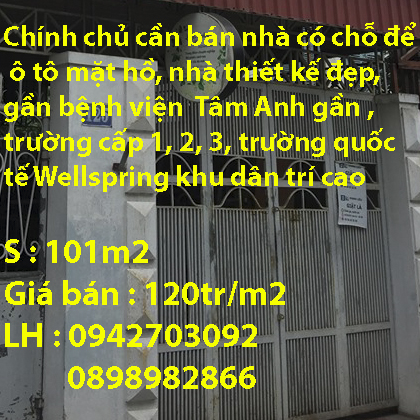 Chính chủ cần bán nhà có chỗ để
ô tô mặt hồ, nhà thiết kế đẹp,
gần bệnh viện Tâm Anh gần ,
trường cấp 1, 2, 3, trường quốc
tế Wellspring khu dân trí cao
S : 101m2
Giá bán : 120tr/m2
LH : 0942703092
0898982866